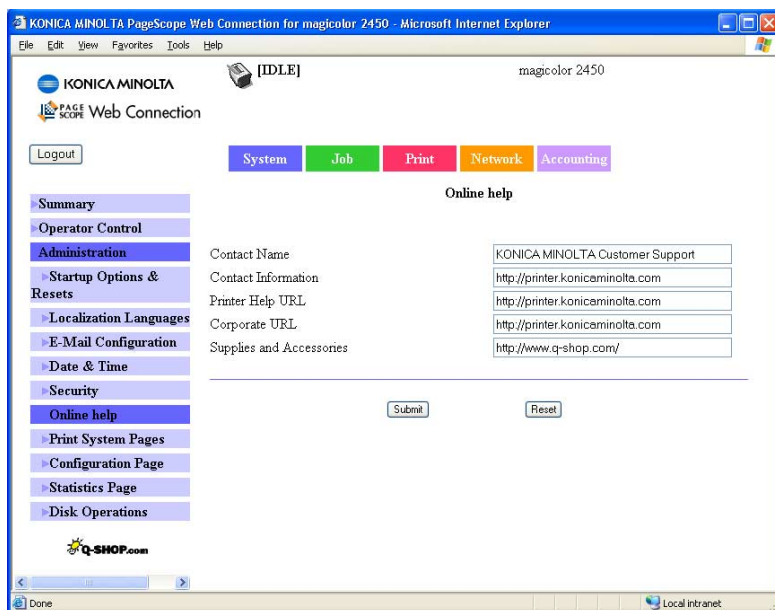 KONICA MINOLTA PageScope Web Connection for magicolor 2450 - Microsoft Internet Explorer
File Edit View Favorites Tools Help
KONICA MINOLTA
[IDLE]
magicolor 2450
PAGE SCOPE Web Connection
Logout
System Job Print Network Accounting
Online help
Summary
Operator Control
Administration
Startup Options &
Resets
Localization Languages
E-Mail Configuration
Date & Time
Security
Online help
Print System Pages
Configuration Page
Statistics Page
Disk Operations
Q-SHOP.com
Contact Name KONICA MINOLTA Customer Support
Contact Information http://printer.konicaminolta.com
Printer Help URL http://printer.konicaminolta.com
Corporate URL http://printer.konicaminolta.com
Supplies and Accessories http://www.q-shop.com/
Submit Reset
Done Local intranet